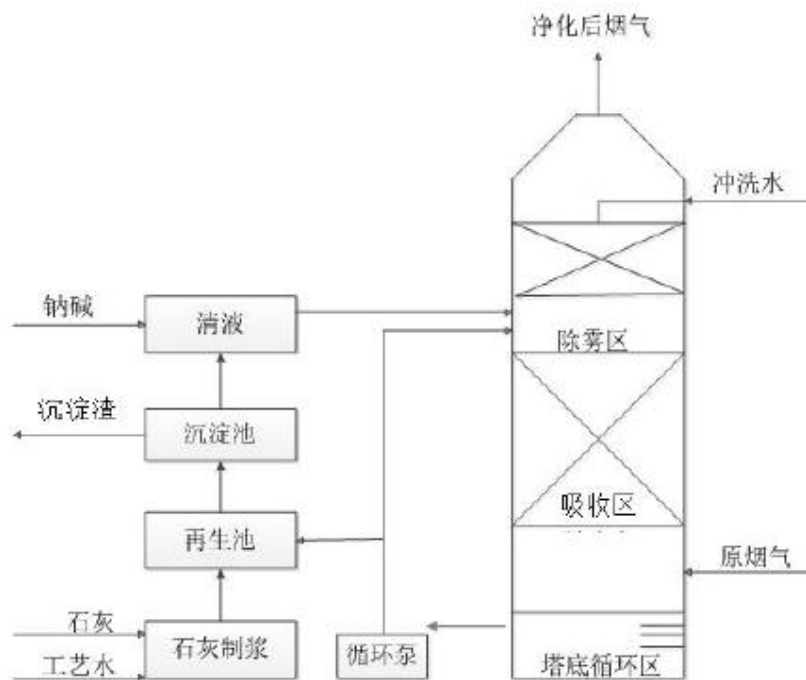 净化后烟气
冲洗水
钠碱
清液
除雾区
沉淀渣
沉淀池
吸收区
再生池
原烟气
石灰
石灰制浆
循环泵
工艺水
塔底循环区